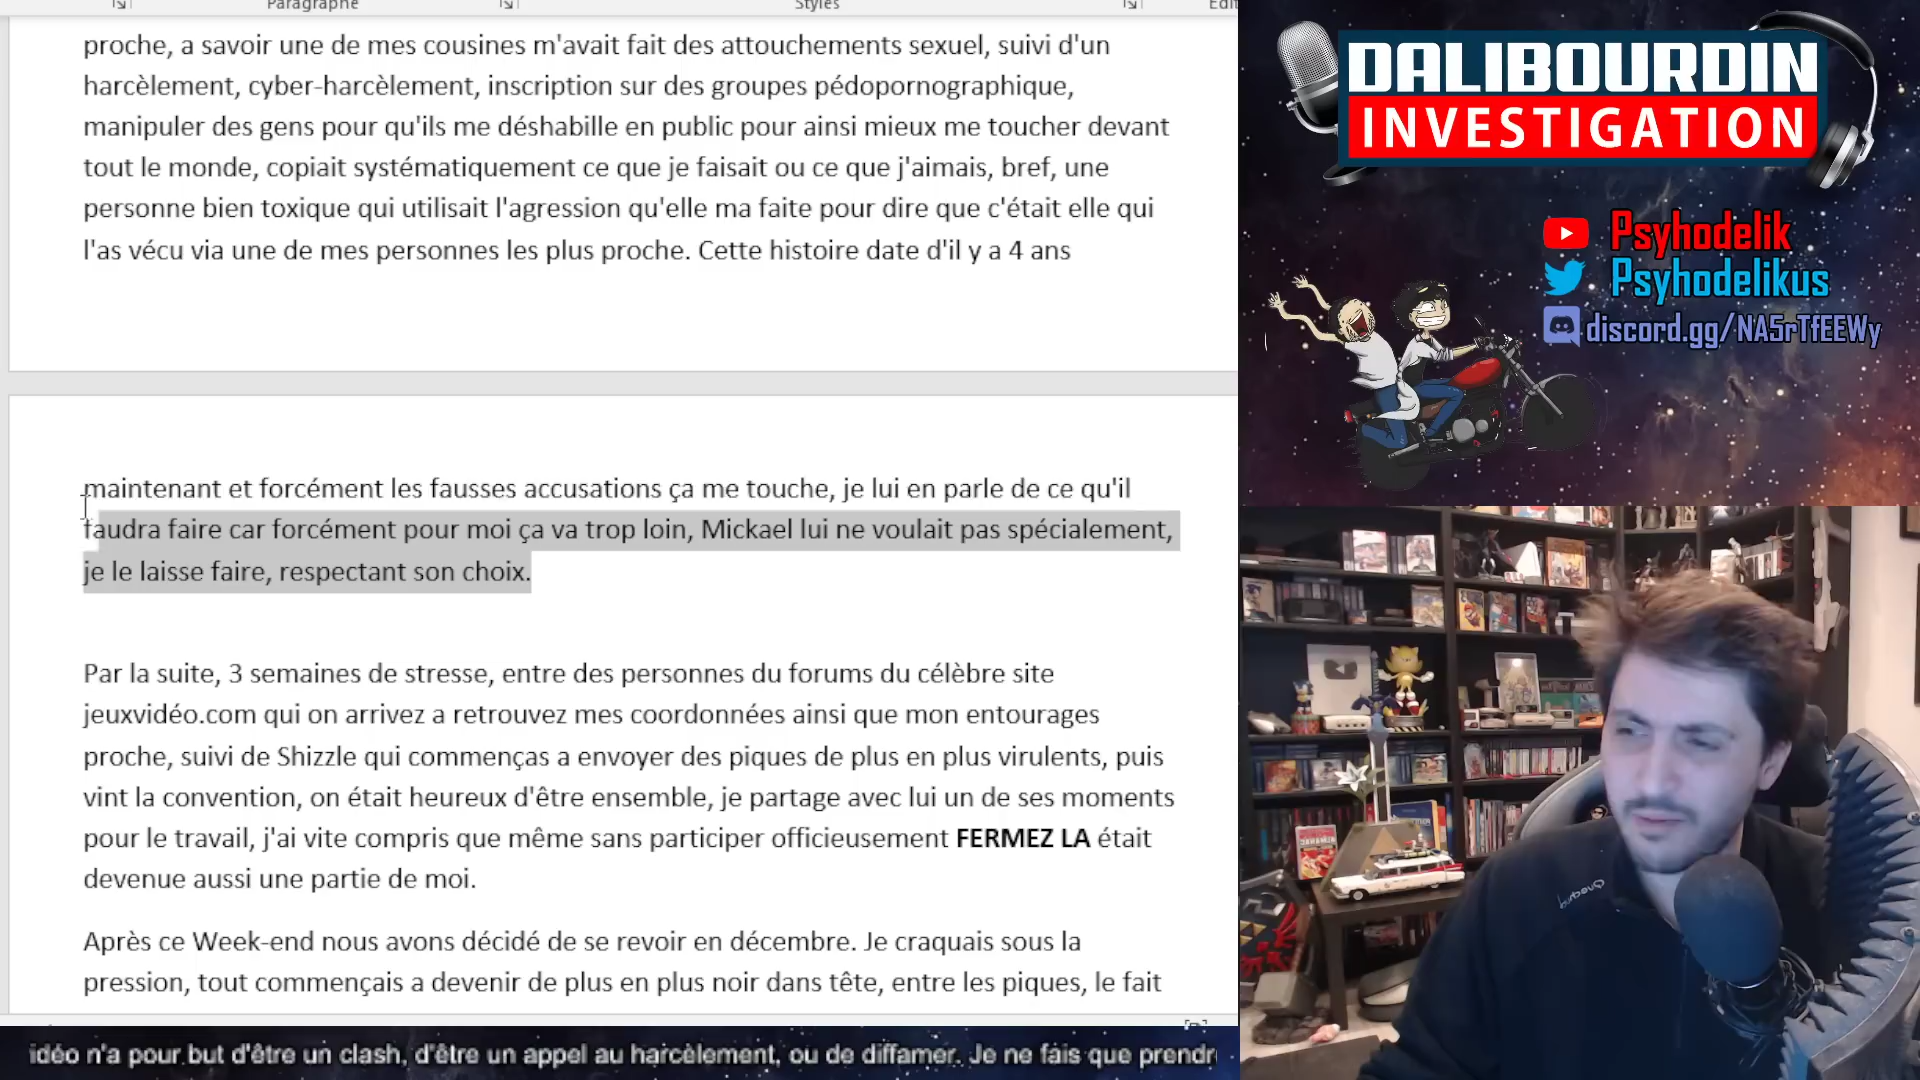 Paragraphe
Styles
proche, a savoir une de mes cousines m'avait fait des attouchements sexuel, suivi d'un
harcèlement, cyber-harcèlement, inscription sur des groupes pédopornographique,
manipuler des gens pour qu'ils me déshabille en public pour ainsi mieux me toucher devant
tout le monde, copiait systématiquement ce que je faisait ou ce que j'aimais, bref, une
personne bien toxique qui utilisait l'agression qu'elle ma faite pour dire que c'était elle qui
l'as vécu via une de mes personnes les plus proche. Cette histoire date d'il y a 4 ans
maintenant et forcément les fausses accusations ça me touche, je lui en parle de ce qu'il
faudra faire car forcément pour moi ça va trop loin, Mickael lui ne voulait pas spécialement,
je le laisse faire, respectant son choix.
Par la suite, 3 semaines de stresse, entre des personnes du forums du célèbre site
jeuxvidéo.com qui on arrivez a retrouvez mes coordonnées ainsi que mon entourages
proche, suivi de Shizzle qui commenças a envoyer des piques de plus en plus virulents, puis
vint la convention, on était heureux d'être ensemble, je partage avec lui un de ses moments
pour le travail, j'ai vite compris que même sans participer officieusement FERMEZ LA était
devenue aussi une partie de moi.
Après ce Week-end nous avons décidé de se revoir en décembre. Je craquais sous la
pression, tout commençais a devenir de plus en plus noir dans tête, entre les piques, le fait
idéo n'a pour but d'être un clash, d'être un appel au harcèlement, ou de diffamer. Je ne fais que prendr
DALIBOURDIN
INVESTIGATION
Psyhodelik
Psyhodelikus
discord.gg/NA5rTfEEWy